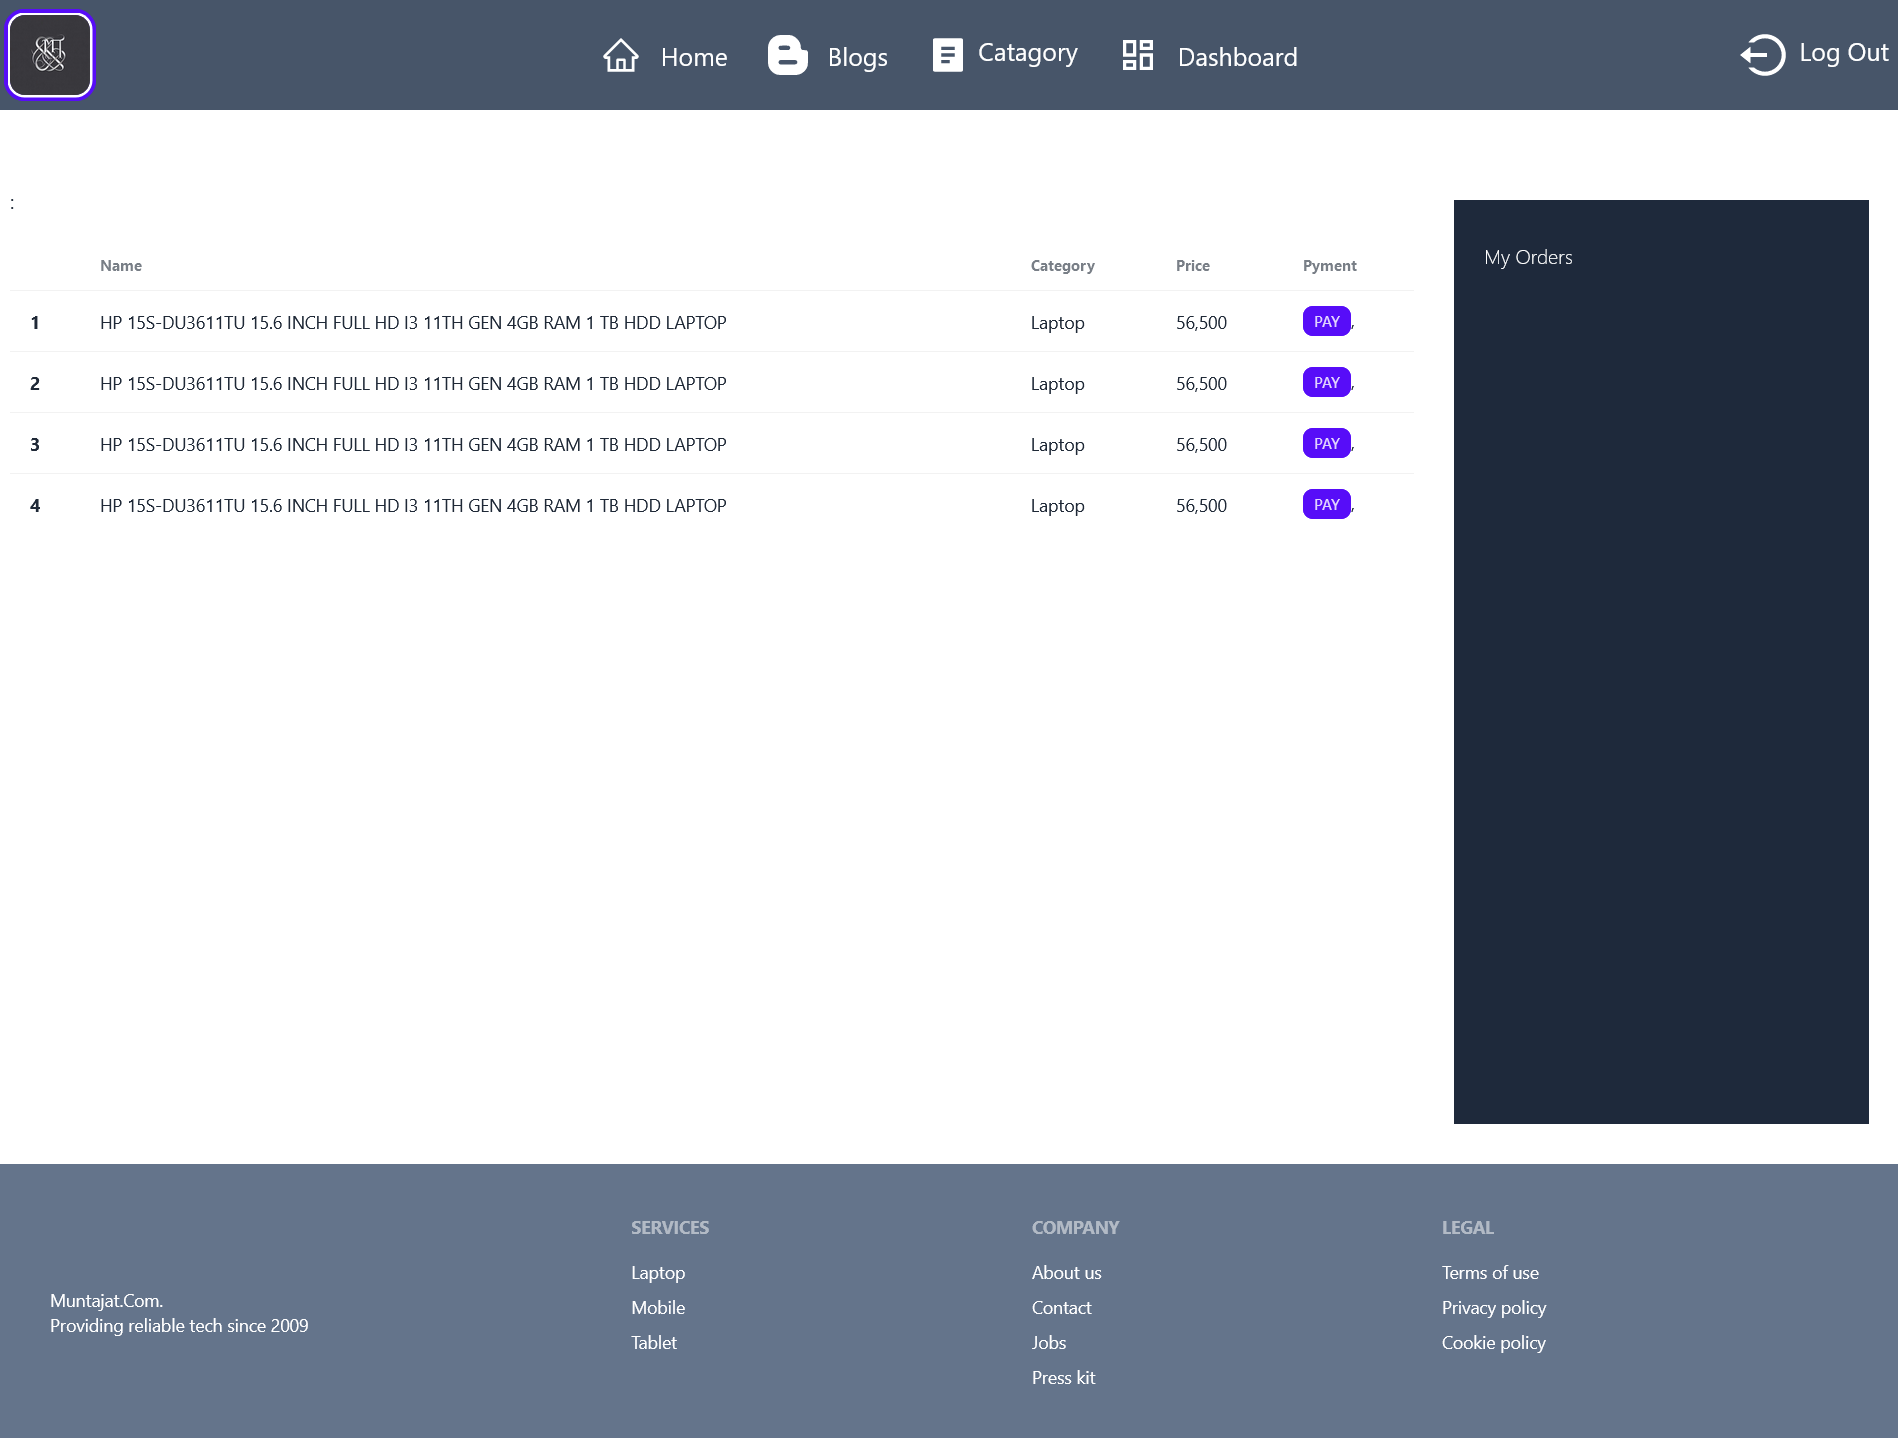 Home Blogs Catagory Dashboard Log Out
:
Name Category Price Pyment
1 HP 15S-DU3611TU 15.6 INCH FULL HD I3 11TH GEN 4GB RAM 1 TB HDD LAPTOP Laptop 56,500 PAY ,
2 HP 15S-DU3611TU 15.6 INCH FULL HD I3 11TH GEN 4GB RAM 1 TB HDD LAPTOP Laptop 56,500 PAY ,
3 HP 15S-DU3611TU 15.6 INCH FULL HD I3 11TH GEN 4GB RAM 1 TB HDD LAPTOP Laptop 56,500 PAY ,
4 HP 15S-DU3611TU 15.6 INCH FULL HD I3 11TH GEN 4GB RAM 1 TB HDD LAPTOP Laptop 56,500 PAY ,
My Orders
Muntajat.Com.
Providing reliable tech since 2009
SERVICES
Laptop
Mobile
Tablet
COMPANY
About us
Contact
Jobs
Press kit
LEGAL
Terms of use
Privacy policy
Cookie policy